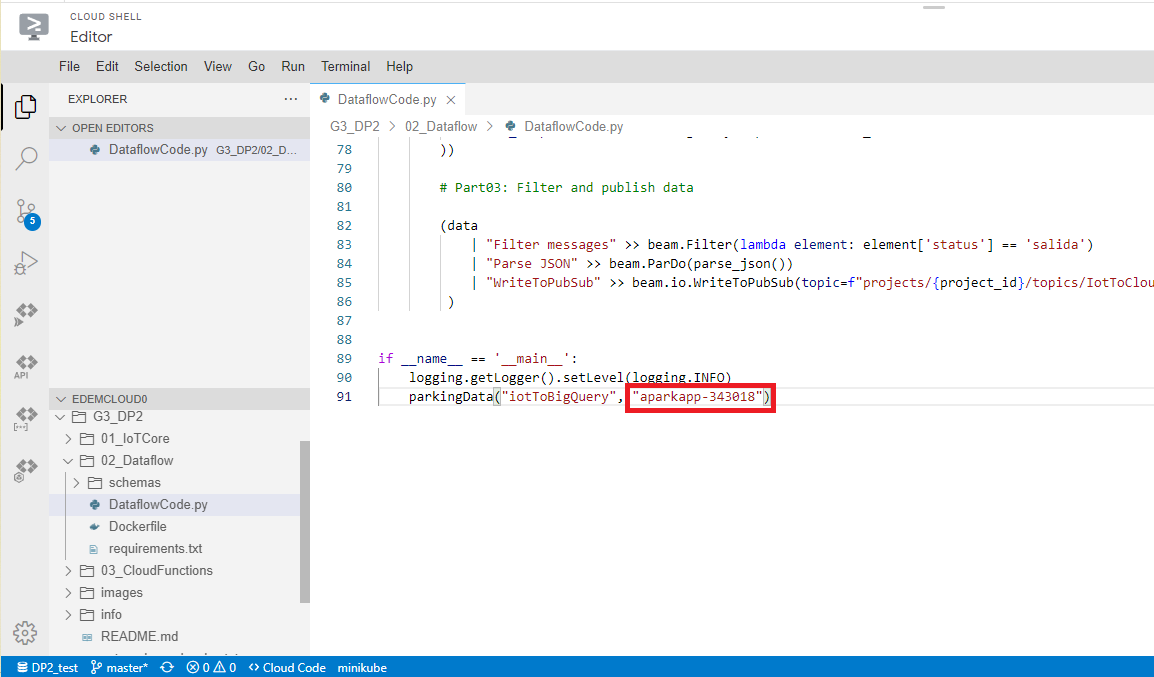 CLOUD SHELL
Editor
File Edit Selection View Go Run Terminal Help
EXPLORER ...
OPEN EDITORS
DataflowCode.py G3_DP2/02_D...
EDEMCLOUD0
G3_DP2
01_IoTCore
02_Dataflow
schemas
DataflowCode.py
Dockerfile
requirements.txt
03_CloudFunctions
images
info
README.md
API
5
DataflowCode.py
G3_DP2 > 02_Dataflow > DataflowCode.py
78 ))
79
80 # Part03: Filter and publish data
81
82 (data
83 | "Filter messages" >> beam.Filter(lambda element: element['status'] == 'salida')
84 | "Parse JSON" >> beam.ParDo(parse_json())
85 | "WriteToPubSub" >> beam.io.WriteToPubSub(topic=f"projects/{project_id}/topics/IotToClou
86 )
87
88
89 if __name__ == '__main__':
90 logging.getLogger().setLevel(logging.INFO)
91 parkingData("iotToBigQuery", "aparkapp-343018")
DP2_test master* 0 0 Cloud Code minikube